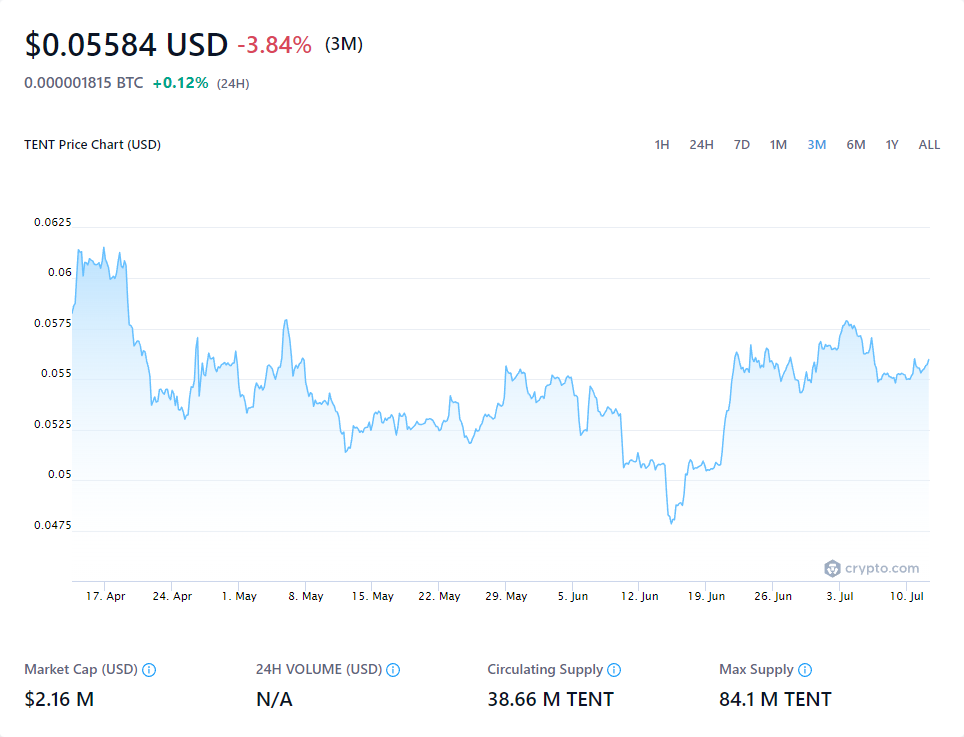 $0.05584 USD -3.84% (3M)
0.000001815 BTC +0.12% (24H)
TENT Price Chart (USD) 1H 24H 7D 1M 3M 6M 1Y ALL
0.0625
0.06
0.0575
0.055
0.0525
0.05
0.0475
crypto.com
17. Apr 24. Apr 1. May 8. May 15. May 22. May 29. May 5. Jun 12. Jun 19. Jun 26. Jun 3. Jul 10. Jul
Market Cap (USD) 24H VOLUME (USD) Circulating Supply Max Supply
$2.16 M N/A 38.66 M TENT 84.1 M TENT